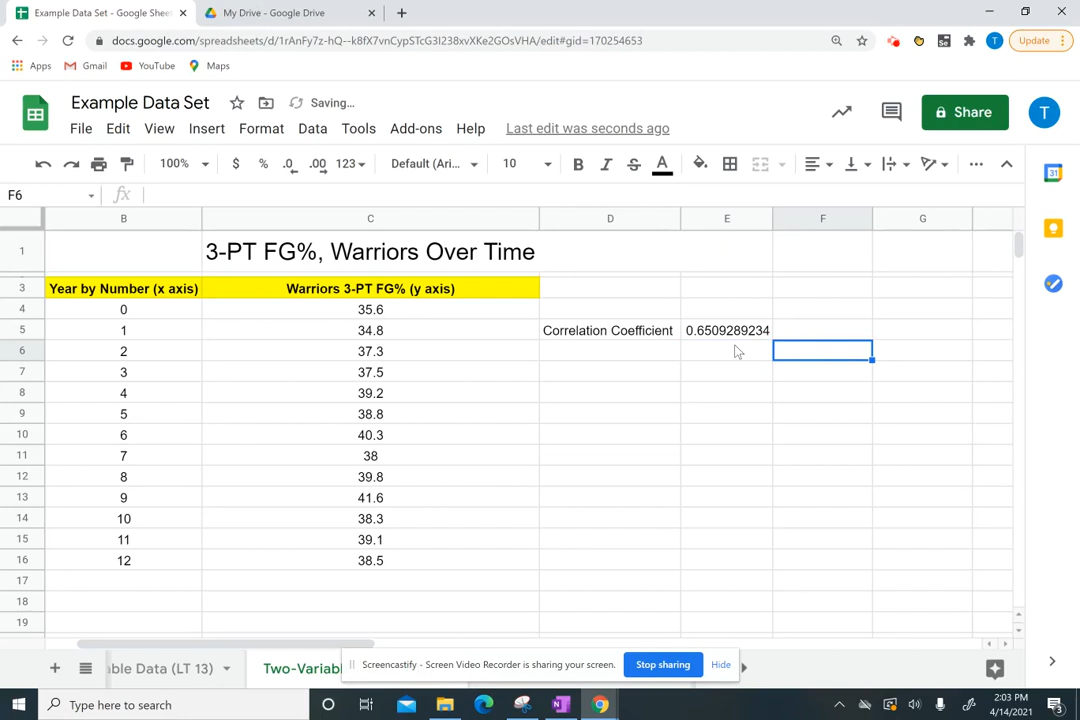 Example Data Set - Google Shee
My Drive - Google Drive
docs.google.com/spreadsheets/d/1rAnFy7z-hQ--k8fX7vnCypSTcG3I238xvXKe2GOsVHA/edit#gid=170254653
Update
Apps
Gmail
YouTube
Maps
Example Data Set
Saving...
File Edit View Insert Format Data Tools Add-ons Help Last edit was seconds ago
Share
T
100% $ % .0 .00 123 Default (Ari... 10 B I S A
F6 fx
B C D E F G
1 3-PT FG%, Warriors Over Time
3 Year by Number (x axis) Warriors 3-PT FG% (y axis)
4 0 35.6
5 1 34.8 Correlation Coefficient 0.6509289234
6 2 37.3
7 3 37.5
8 4 39.2
9 5 38.8
10 6 40.3
11 7 38
12 8 39.8
13 9 41.6
14 10 38.3
15 11 39.1
16 12 38.5
17
18
19
ble Data (LT 13)
Two-Variab
Screencastify - Screen Video Recorder is sharing your screen.
Stop sharing
Hide
Type here to search
2:03 PM
4/14/2021
3